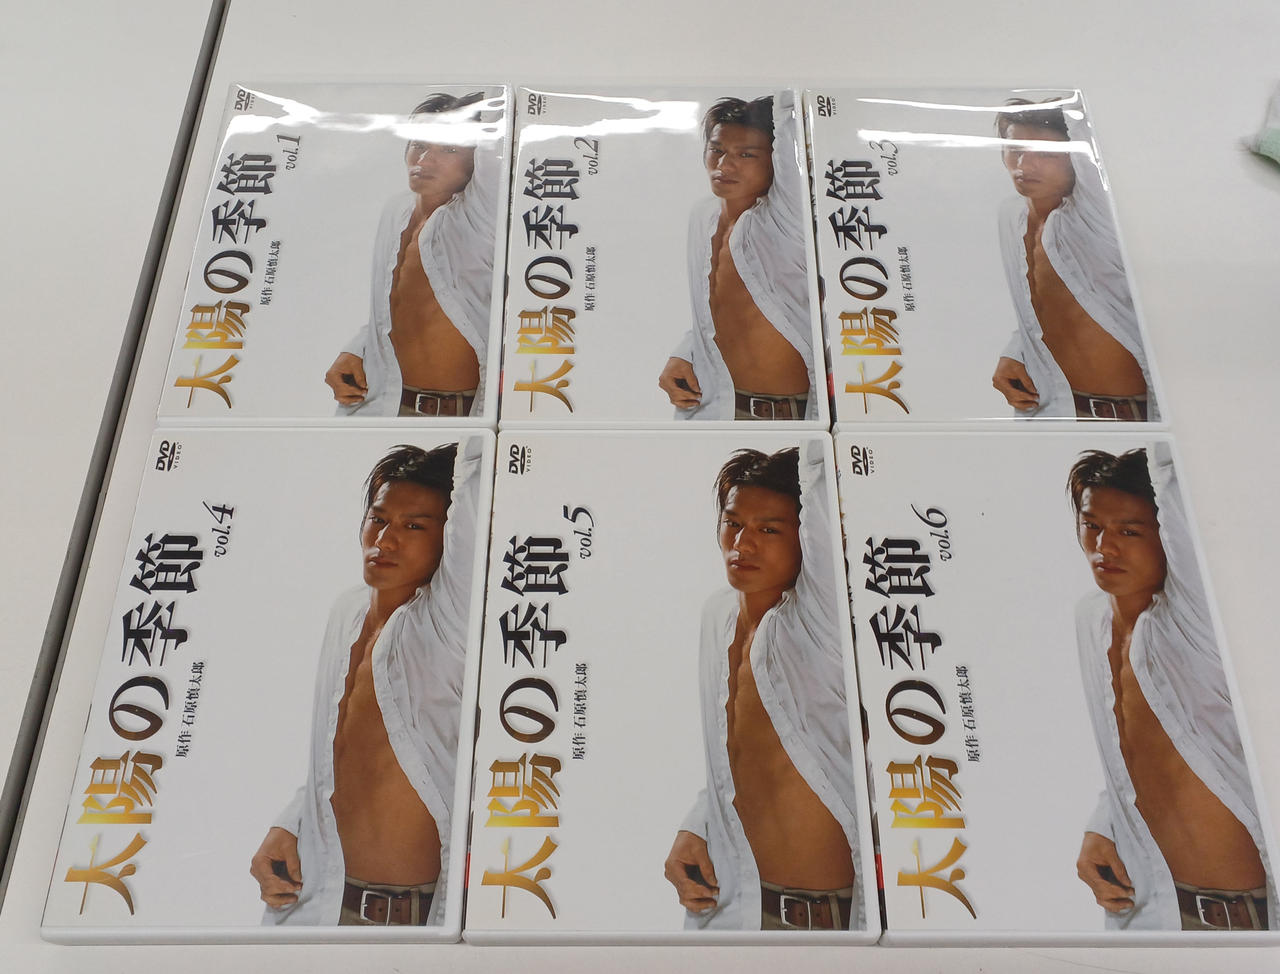 DVD
VIDEO
太陽の季節
vol.1
原作 石原慎太郎
DVD
VIDEO
太陽の季節
vol.2
原作 石原慎太郎
DVD
VIDEO
太陽の季節
vol.3
原作 石原慎太郎
DVD
VIDEO
太陽の季節
vol.4
原作 石原慎太郎
DVD
VIDEO
太陽の季節
vol.5
原作 石原慎太郎
DVD
VIDEO
太陽の季節
vol.6
原作 石原慎太郎